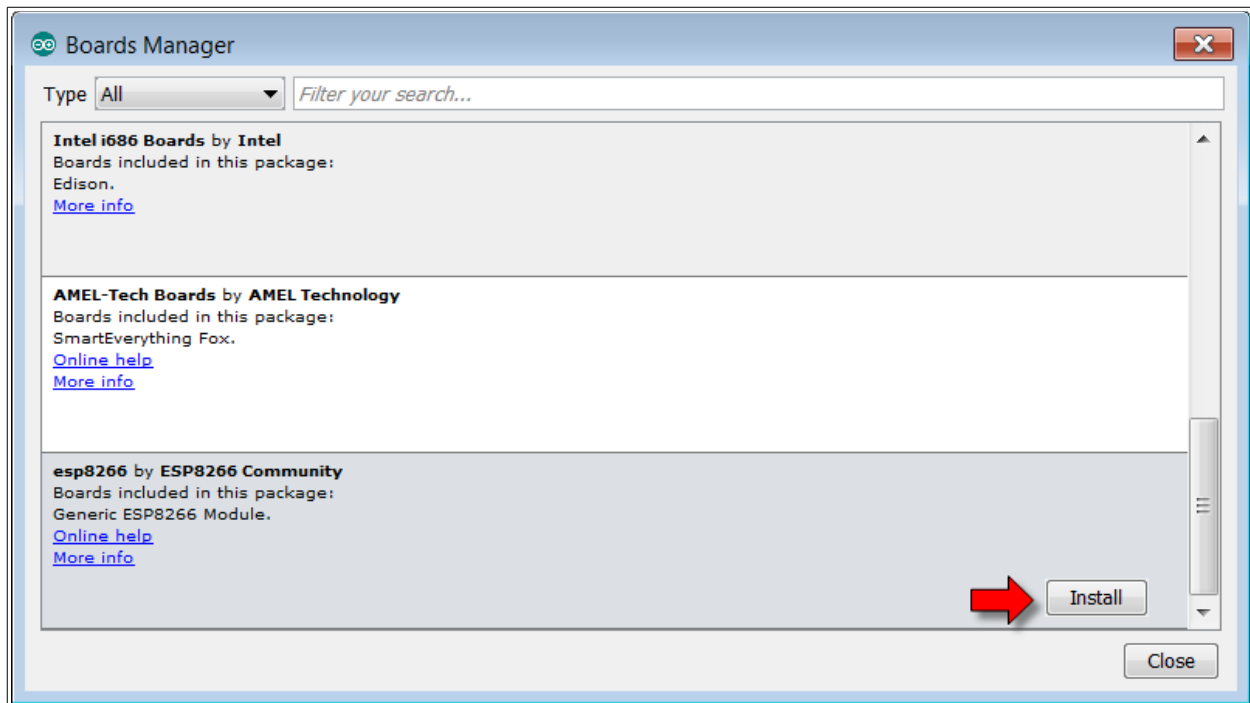 Boards Manager
Type All Filter your search...
Intel i686 Boards by Intel
Boards included in this package:
Edison.
More info
AMEL-Tech Boards by AMEL Technology
Boards included in this package:
SmartEverything Fox.
Online help
More info
esp8266 by ESP8266 Community
Boards included in this package:
Generic ESP8266 Module.
Online help
More info
Install
Close